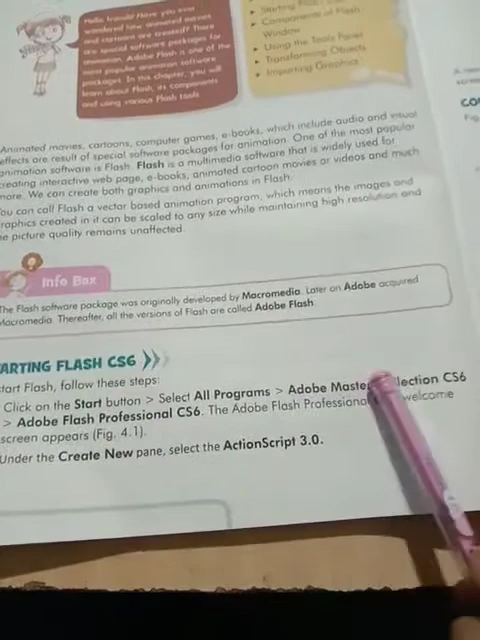 Hello friends! Have you ever
wondered how animated movies
and cartoons are created? There
are special software packages for
animation. Adobe Flash is one of the
most popular animation software
packages. In this chapter, you will
learn about Flash, its components
and using various Flash tools.
Starting
Components of Flash
Window
Using the Tools Panel
Transforming Objects
Importing Graphics
Animated movies, cartoons, computer games, e-books, which include audio and visual
effects are result of special software packages for animation. One of the most popular
animation software is Flash. Flash is a multimedia software that is widely used for
creating interactive web page, e-books, animated cartoon movies or videos and much
more. We can create both graphics and animations in Flash.
You can call Flash a vector based animation program, which means the images and
graphics created in it can be scaled to any size while maintaining high resolution and
he picture quality remains unaffected.
Info Box
The Flash software package was originally developed by Macromedia. Later on Adobe acquired
Macromedia. Thereafter, all the versions of Flash are called Adobe Flash.
ARTING FLASH CS6
start Flash, follow these steps:
Click on the Start button > Select All Programs > Adobe Maste lection CS6
> Adobe Flash Professional CS6. The Adobe Flash Professional welcome
screen appears (Fig. 4.1).
Under the Create New pane, select the ActionScript 3.0.
CO
Fig.